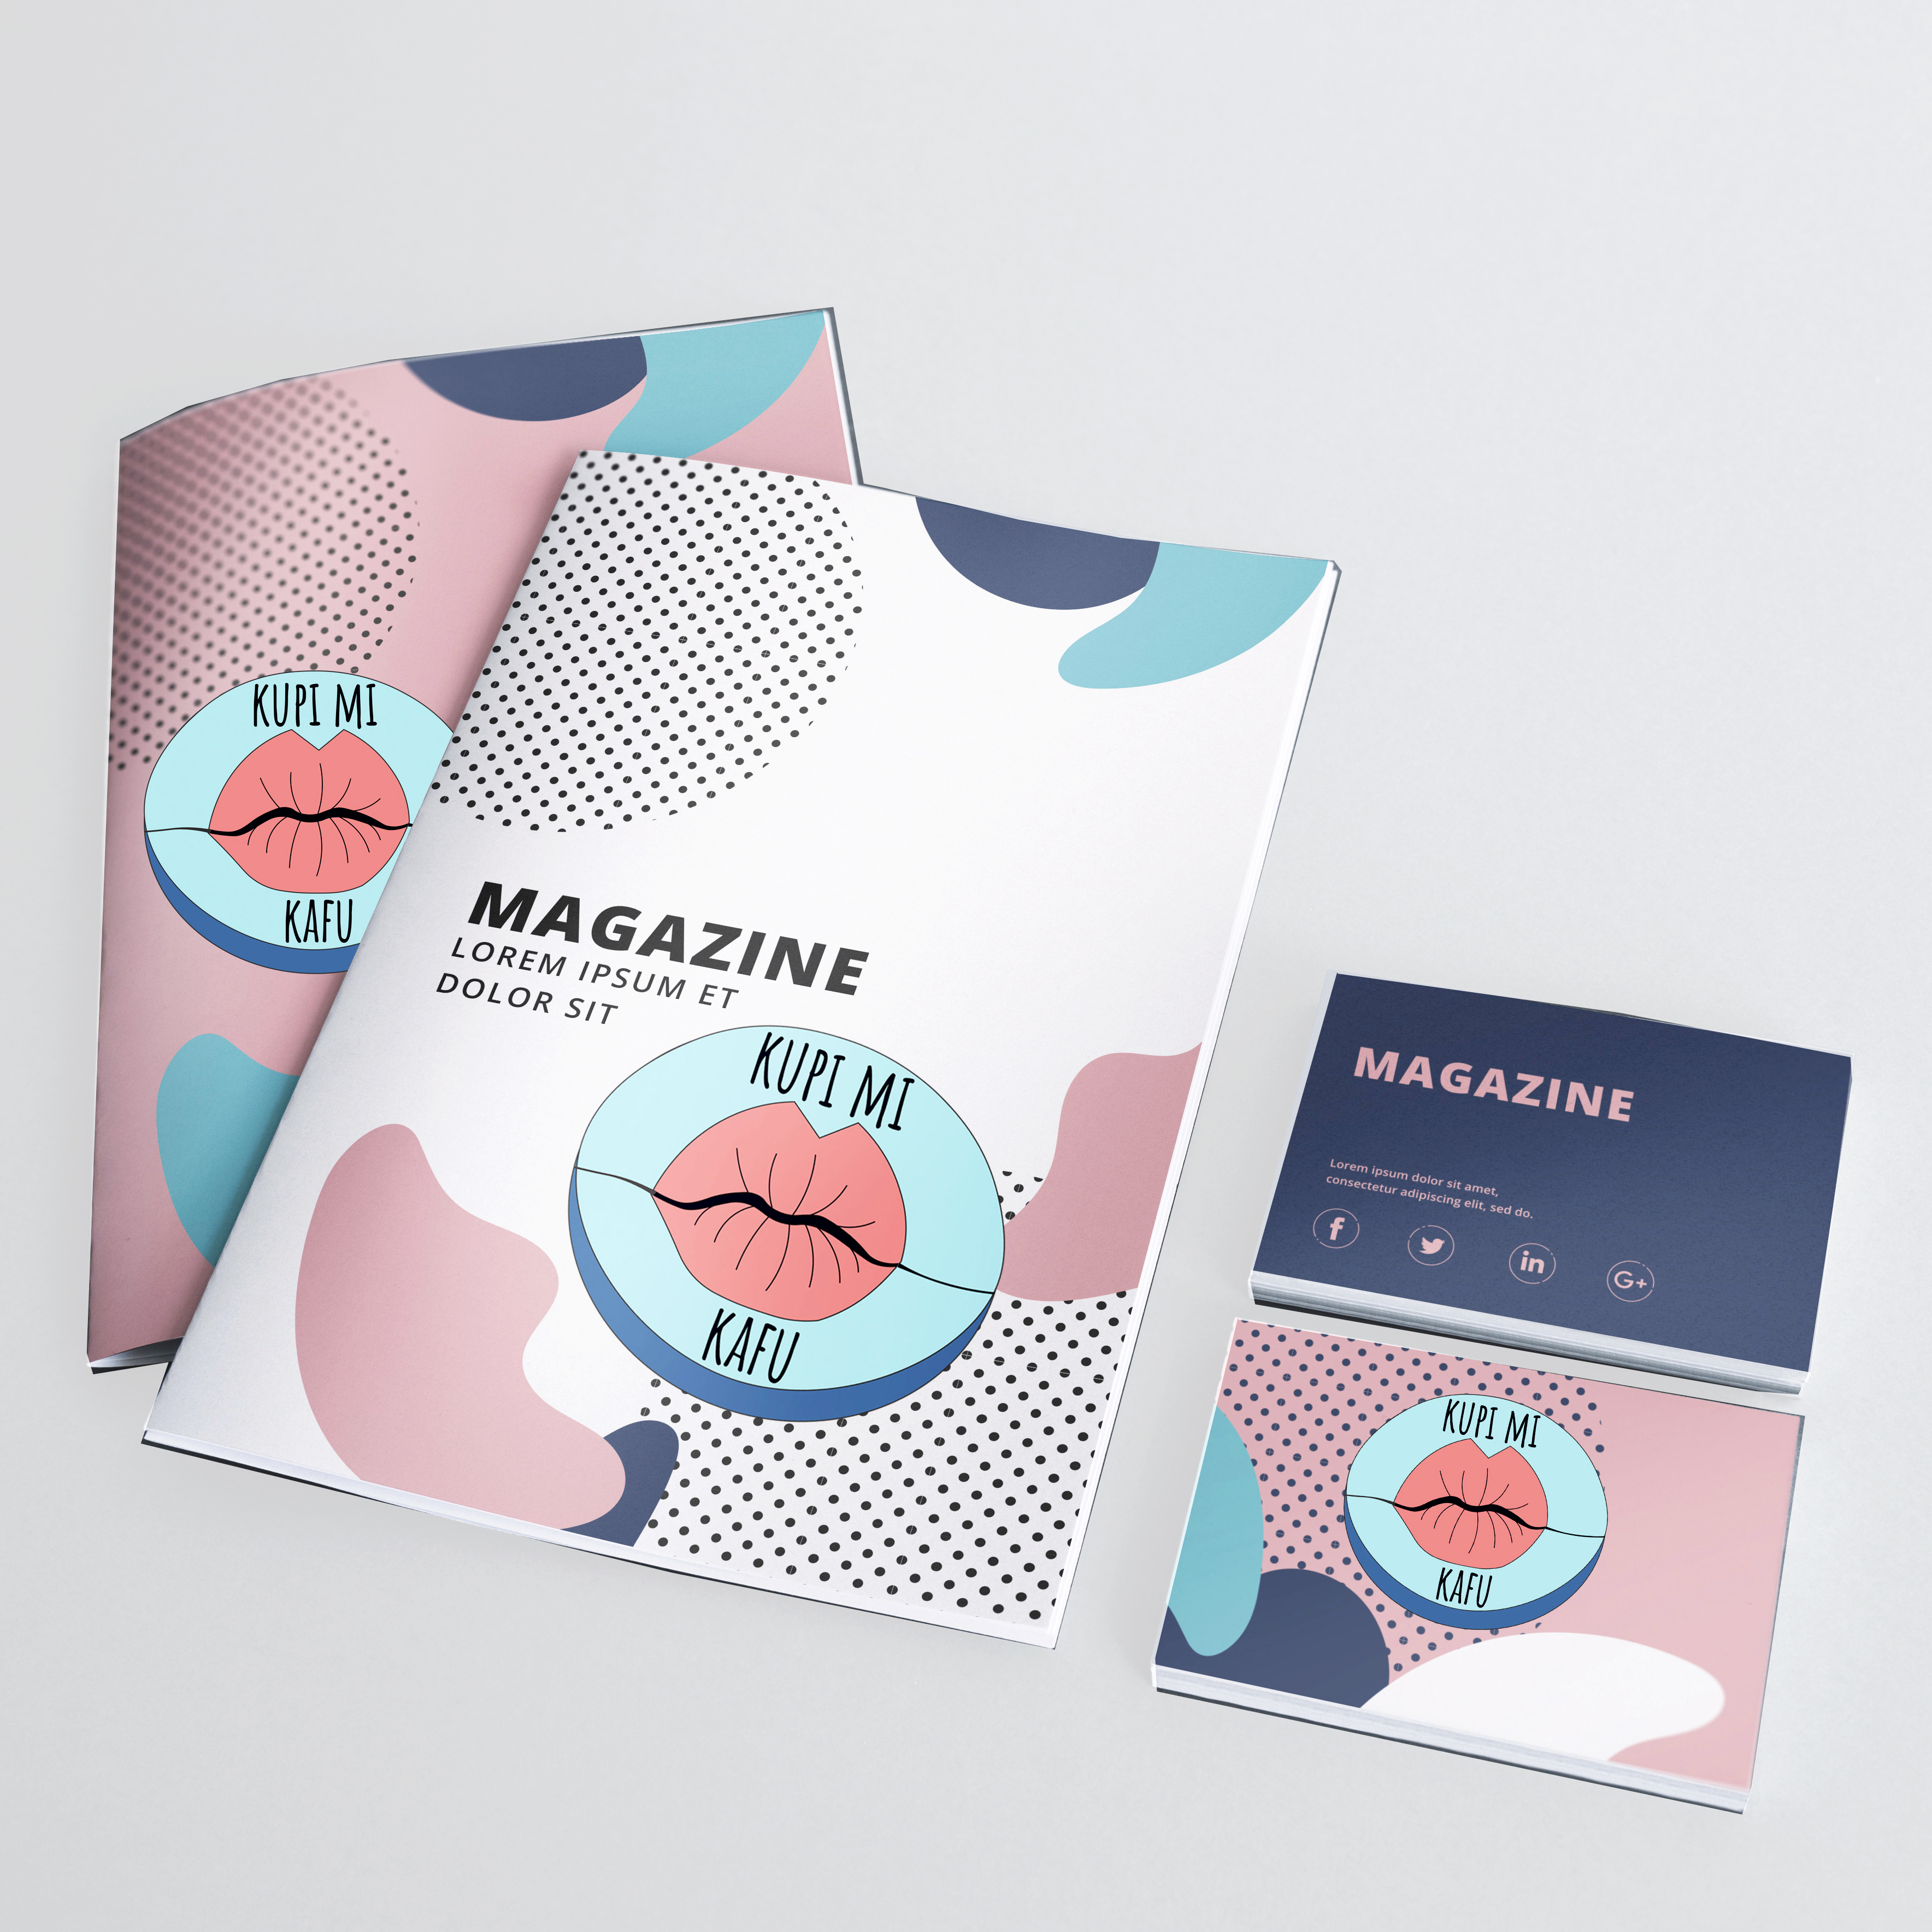 KUPI MI
KAFU
MAGAZINE
LOREM IPSUM ET
DOLOR SIT
KUPI MI
KAFU
MAGAZINE
Lorem ipsum dolor sit amet,
consectetur adipiscing elit, sed do.
f
in
G+
KUPI MI
KAFU